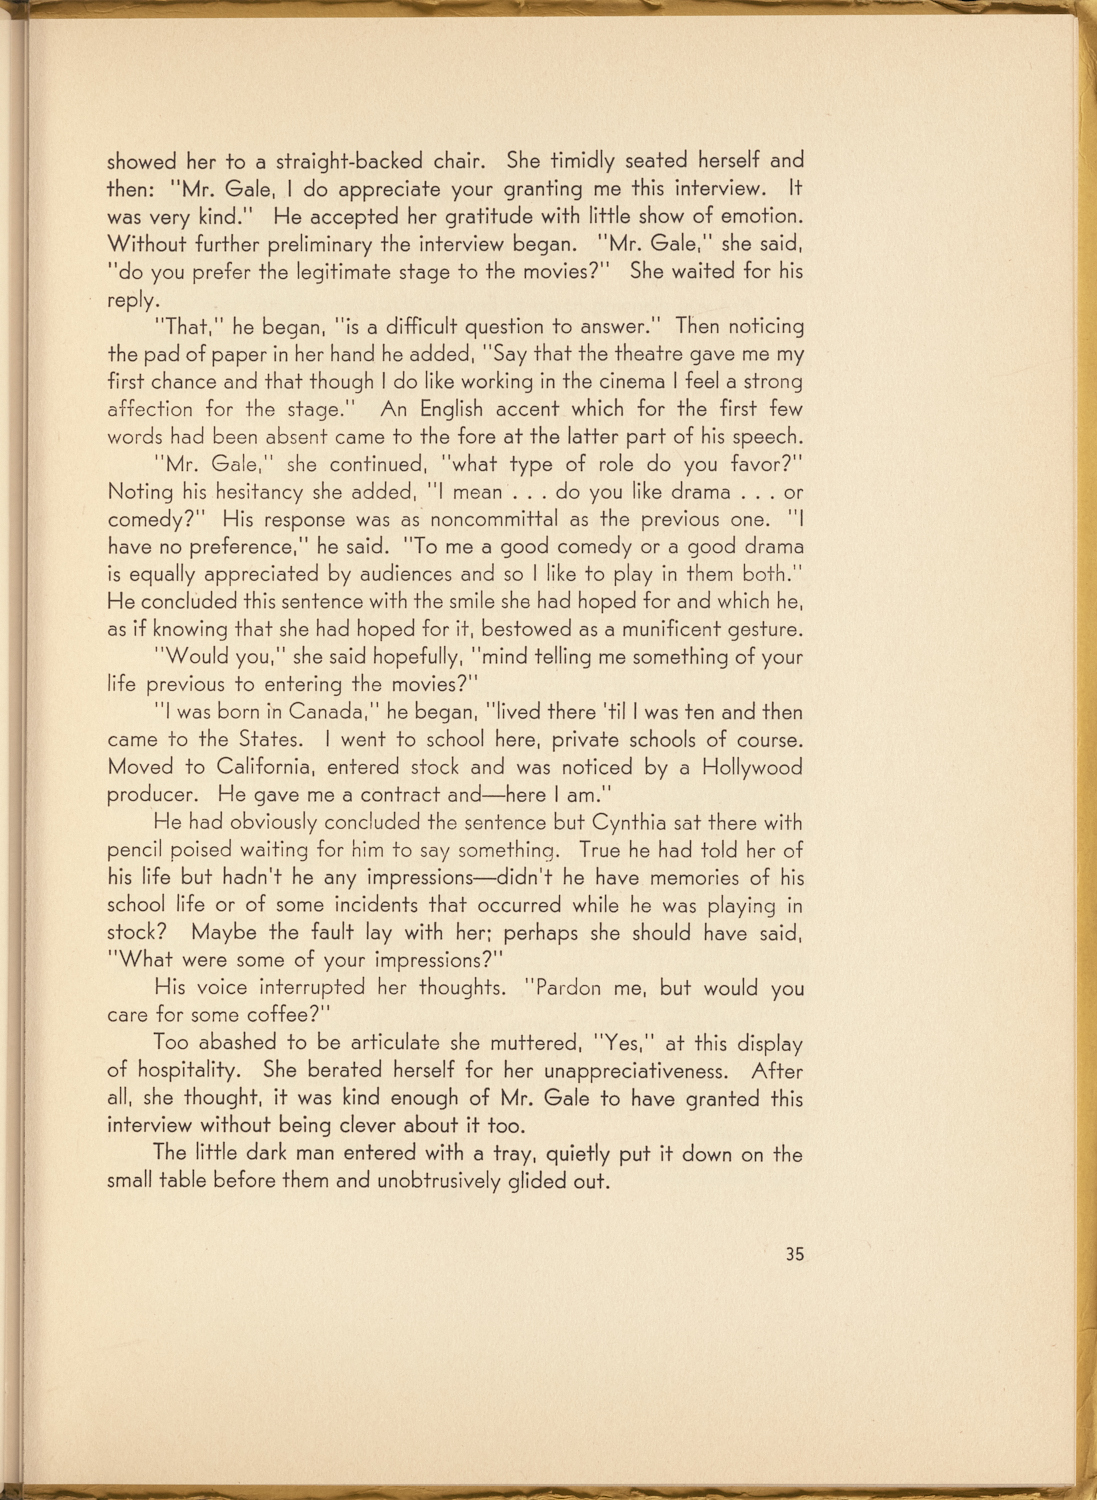 showed her to a straight-backed chair. She timidly seated herself and
then: "Mr. Gale, I do appreciate your granting me this interview. It
was very kind." He accepted her gratitude with little show of emotion.
Without further preliminary the interview began. "Mr. Gale," she said,
"do you prefer the legitimate stage to the movies?" She waited for his
reply.
"That," he began, "is a difficult question to answer." Then noticing
the pad of paper in her hand he added, "Say that the theatre gave me my
first chance and that though I do like working in the cinema I feel a strong
affection for the stage." An English accent which for the first few
words had been absent came to the fore at the latter part of his speech.
"Mr. Gale," she continued, "what type of role do you favor?"
Noting his hesitancy she added, "I mean . . . do you like drama . . . or
comedy?" His response was as noncommittal as the previous one. "I
have no preference," he said. "To me a good comedy or a good drama
is equally appreciated by audiences and so I like to play in them both."
He concluded this sentence with the smile she had hoped for and which he,
as if knowing that she had hoped for it, bestowed as a munificent gesture.
"Would you," she said hopefully, "mind telling me something of your
life previous to entering the movies?"
"I was born in Canada," he began, "lived there 'til I was ten and then
came to the States. I went to school here, private schools of course.
Moved to California, entered stock and was noticed by a Hollywood
producer. He gave me a contract and—here I am."
He had obviously concluded the sentence but Cynthia sat there with
pencil poised waiting for him to say something. True he had told her of
his life but hadn't he any impressions—didn't he have memories of his
school life or of some incidents that occurred while he was playing in
stock? Maybe the fault lay with her; perhaps she should have said,
"What were some of your impressions?"
His voice interrupted her thoughts. "Pardon me, but would you
care for some coffee?"
Too abashed to be articulate she muttered, "Yes," at this display
of hospitality. She berated herself for her unappreciativeness. After
all, she thought, it was kind enough of Mr. Gale to have granted this
interview without being clever about it too.
The little dark man entered with a tray, quietly put it down on the
small table before them and unobtrusively glided out.
35